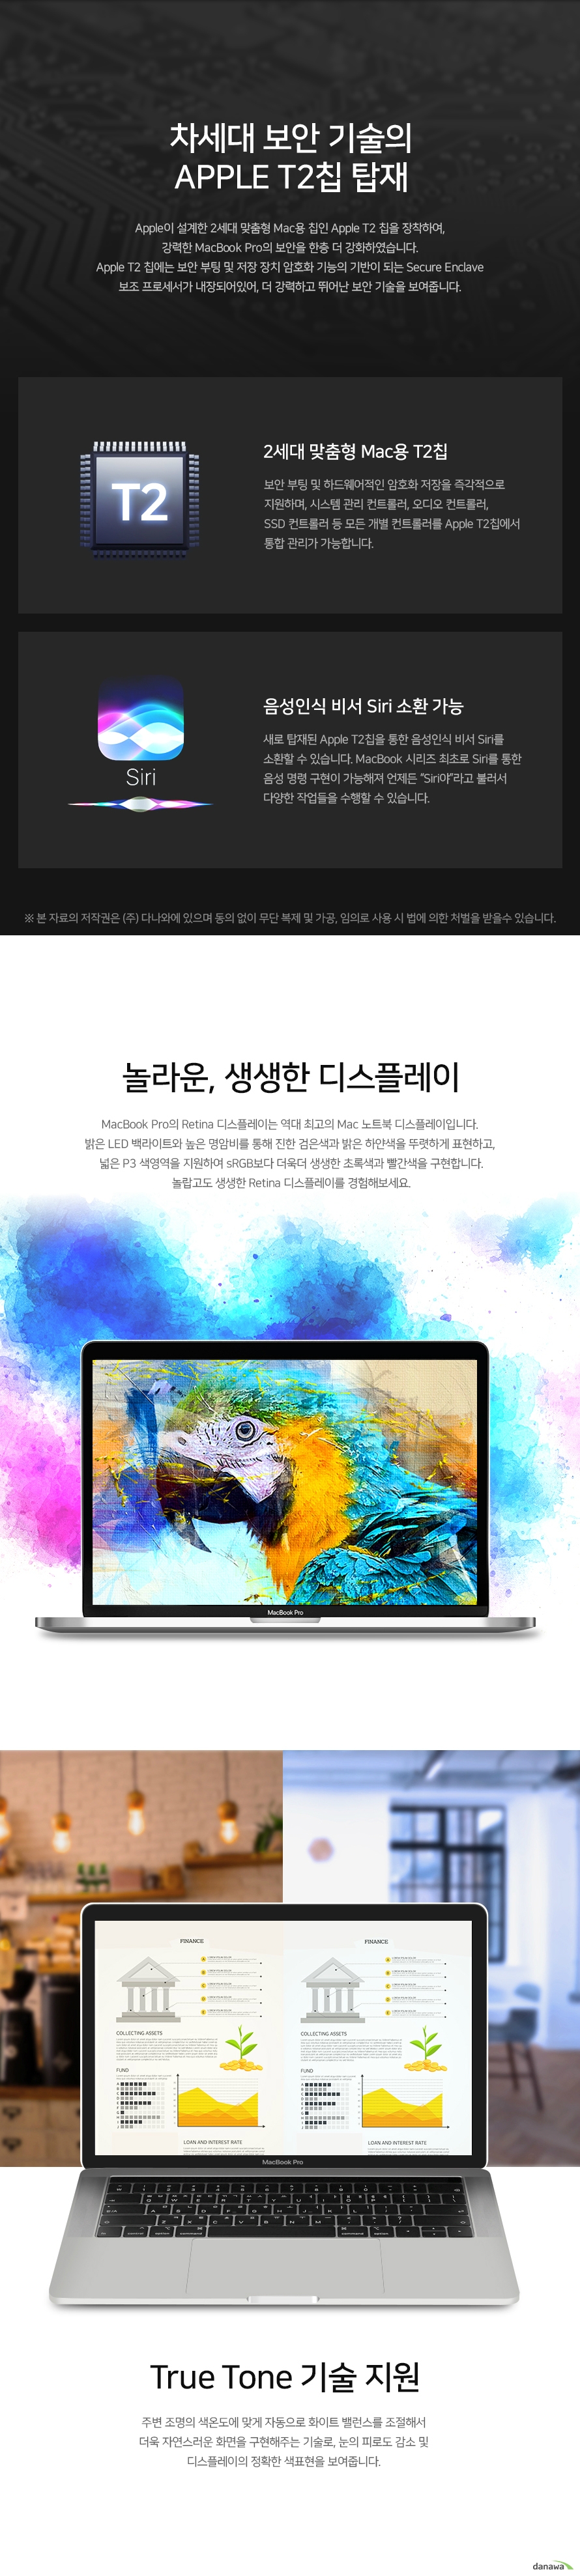 차세대 보안 기술의
APPLE T2칩 탑재
Apple이 설계한 2세대 맞춤형 Mac용 칩인 Apple T2 칩을 장착하여,
강력한 MacBook Pro의 보안을 한층 더 강화하였습니다.
Apple T2 칩에는 보안 부팅 및 저장 장치 암호화 기능의 기반이 되는 Secure Enclave
보조 프로세서가 내장되어있어, 더 강력하고 뛰어난 보안 기술을 보여줍니다.
T2
2세대 맞춤형 Mac용 T2칩
보안 부팅 및 하드웨어적인 암호화 저장을 즉각적으로
지원하며, 시스템 관리 컨트롤러, 오디오 컨트롤러,
SSD 컨트롤러 등 모든 개별 컨트롤러를 Apple T2칩에서
통합 관리가 가능합니다.
Siri
음성인식 비서 Siri 소환 가능
새로 탑재된 Apple T2칩을 통한 음성인식 비서 Siri를
소환할 수 있습니다. MacBook 시리즈 최초로 Siri를 통한
음성 명령 구현이 가능해져 언제든 “Siri야”라고 불러서
다양한 작업들을 수행할 수 있습니다.
※ 본 자료의 저작권은 (주) 다나와에 있으며 동의 없이 무단 복제 및 가공, 임의로 사용 시 법에 의한 처벌을 받을수 있습니다.
놀라운, 생생한 디스플레이
MacBook Pro의 Retina 디스플레이는 역대 최고의 Mac 노트북 디스플레이입니다.
밝은 LED 백라이트와 높은 명암비를 통해 진한 검은색과 밝은 하얀색을 뚜렷하게 표현하고,
넓은 P3 색영역을 지원하여 sRGB보다 더욱더 생생한 초록색과 빨간색을 구현합니다.
놀랍고도 생생한 Retina 디스플레이를 경험해보세요.
MacBook Pro
FINANCE
FINANCE
COLLECTING ASSETS
COLLECTING ASSETS
FUND
FUND
LOAN AND INTEREST RATE
LOAN AND INTEREST RATE
MacBook Pro
True Tone 기술 지원
주변 조명의 색온도에 맞게 자동으로 화이트 밸런스를 조절해서
더욱 자연스러운 화면을 구현해주는 기술로, 눈의 피로도 감소 및
디스플레이의 정확한 색표현을 보여줍니다.
danawa